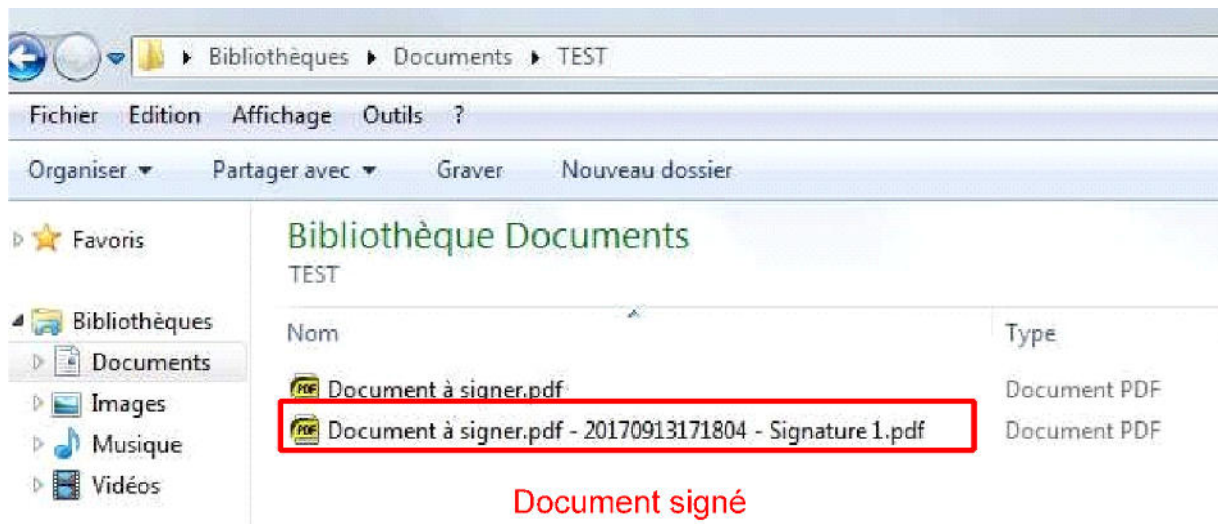 Bibliothèques Documents TEST
Fichier Edition Affichage Outils ?
Organiser Partager avec Graver Nouveau dossier
Favoris
Bibliothèques
Documents
Images
Musique
Vidéos
Bibliothèque Documents
TEST
Nom Type
PDF Document à signer.pdf Document PDF
PDF Document à signer.pdf - 20170913171804 - Signature 1.pdf Document PDF
Document signé